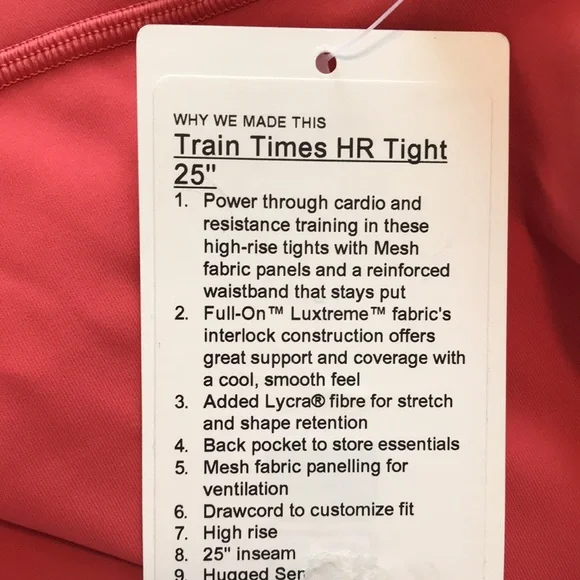 WHY WE MADE THIS
Train Times HR Tight
25"
1. Power through cardio and
resistance training in these
high-rise tights with Mesh
fabric panels and a reinforced
waistband that stays put
2. Full-On™ Luxtreme™ fabric's
interlock construction offers
great support and coverage with
a cool, smooth feel
3. Added Lycra® fibre for stretch
and shape retention
4. Back pocket to store essentials
5. Mesh fabric panelling for
ventilation
6. Drawcord to customize fit
7. High rise
8. 25" inseam
9. Hugged